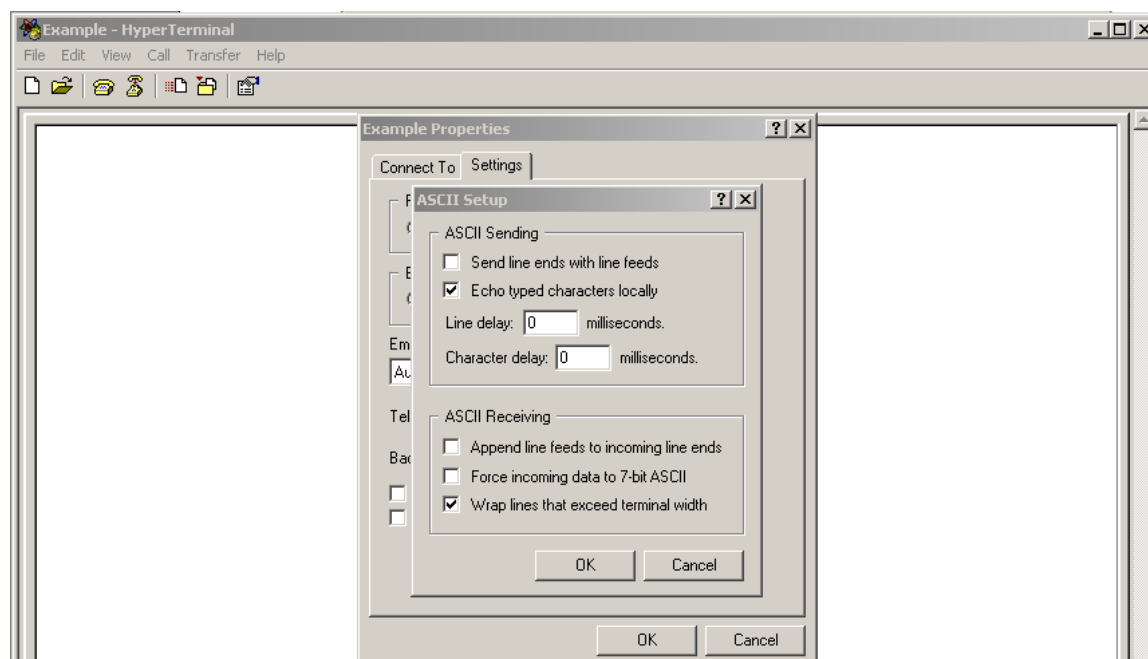 Example - HyperTerminal
File Edit View Call Transfer Help
Example Properties
Connect To Settings
ASCII Setup
ASCII Sending
Send line ends with line feeds
Echo typed characters locally
Line delay: 0 milliseconds.
Character delay: 0 milliseconds.
ASCII Receiving
Append line feeds to incoming line ends
Force incoming data to 7-bit ASCII
Wrap lines that exceed terminal width
OK Cancel
OK Cancel